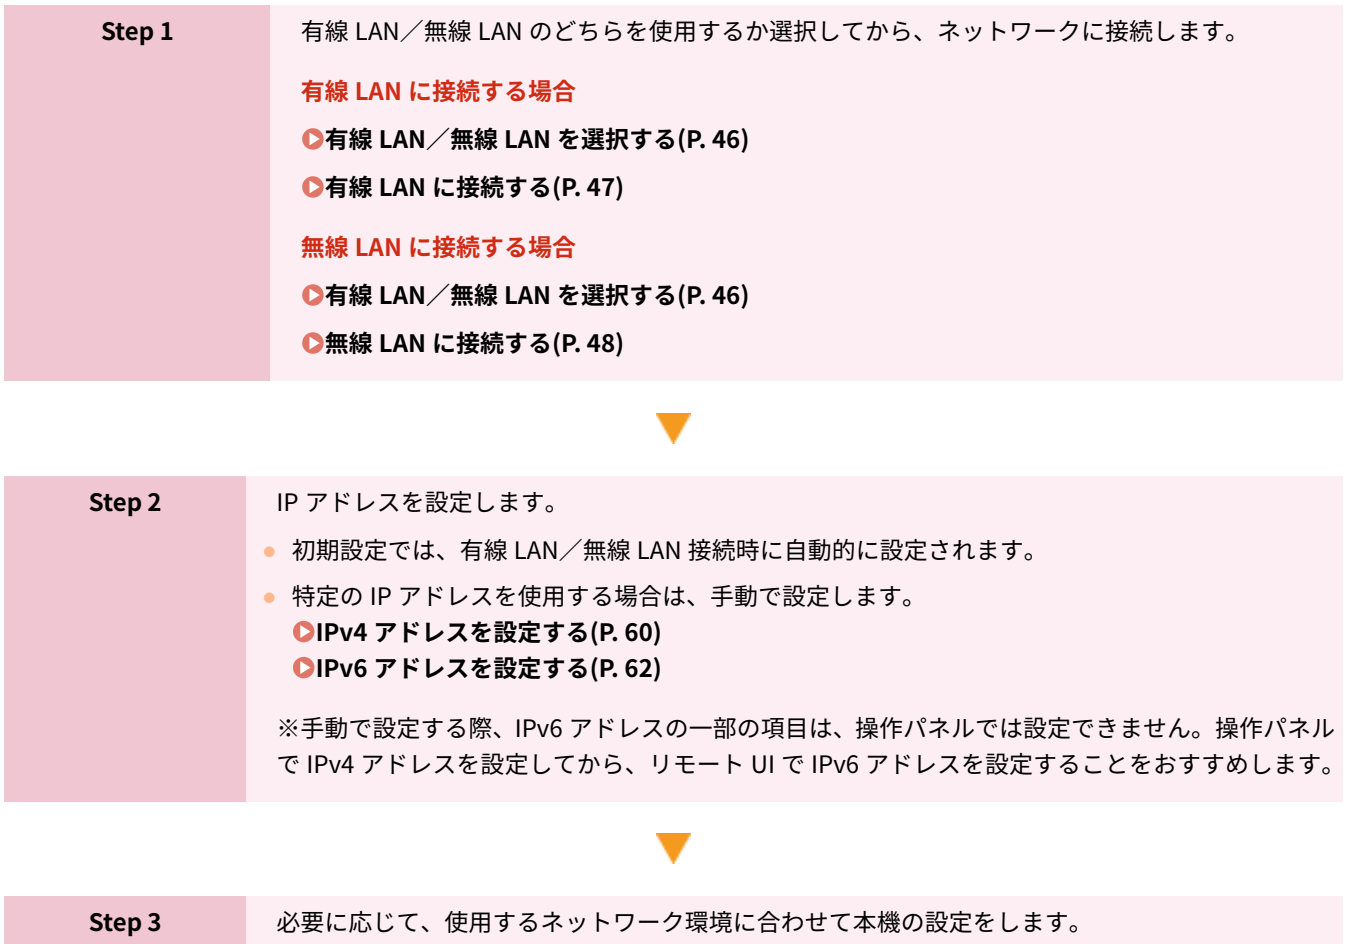 Step 1
有線 LAN／無線 LAN のどちらを使用するか選択してから、ネットワークに接続します。
有線 LAN に接続する場合
有線 LAN／無線 LAN を選択する(P. 46)
有線 LAN に接続する(P. 47)
無線 LAN に接続する場合
有線 LAN／無線 LAN を選択する(P. 46)
無線 LAN に接続する(P. 48)
Step 2
IP アドレスを設定します。
初期設定では、有線 LAN／無線 LAN 接続時に自動的に設定されます。
特定の IP アドレスを使用する場合は、手動で設定します。
IPv4 アドレスを設定する(P. 60)
IPv6 アドレスを設定する(P. 62)
※手動で設定する際、IPv6 アドレスの一部の項目は、操作パネルでは設定できません。操作パネル
で IPv4 アドレスを設定してから、リモート UI で IPv6 アドレスを設定することをおすすめします。
Step 3
必要に応じて、使用するネットワーク環境に合わせて本機の設定をします。